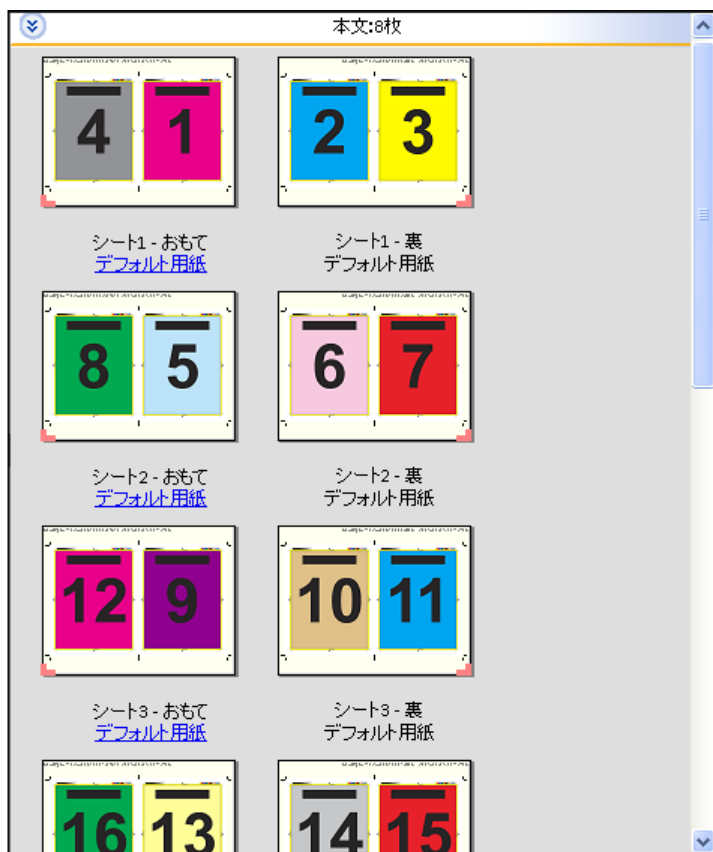 本文:8枚
4 1
2 3
シート1 - おもて
デフォルト用紙
シート1 - 裏
デフォルト用紙
8 5
6 7
シート2 - おもて
デフォルト用紙
シート2 - 裏
デフォルト用紙
12 9
10 11
シート3 - おもて
デフォルト用紙
シート3 - 裏
デフォルト用紙
16 13
14 15